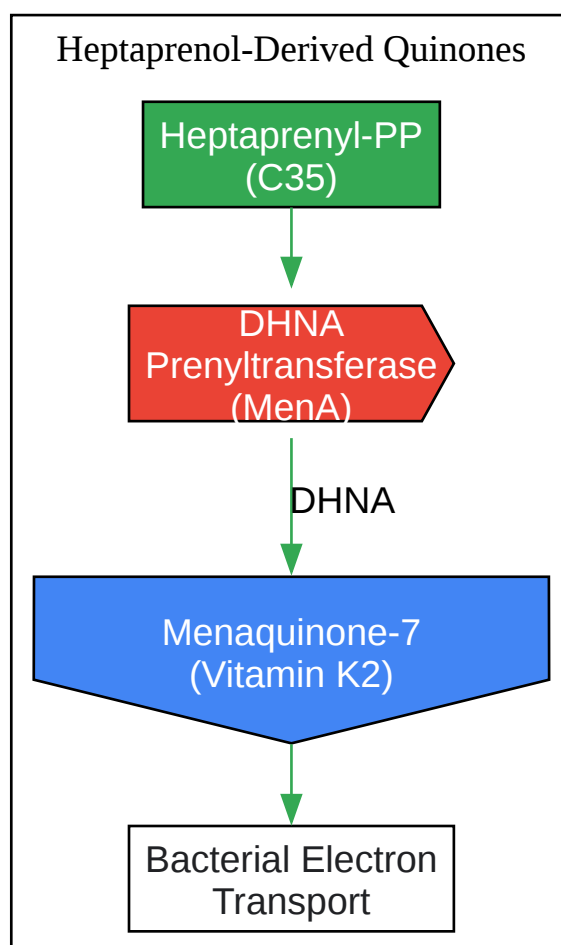 Heptaprenol-Derived Quinones
Heptaprenyl-PP
(C35)
DHNA
Prenyltransferase
(MenA)
DHNA
Menaquinone-7
(Vitamin K2)
Bacterial Electron
Transport